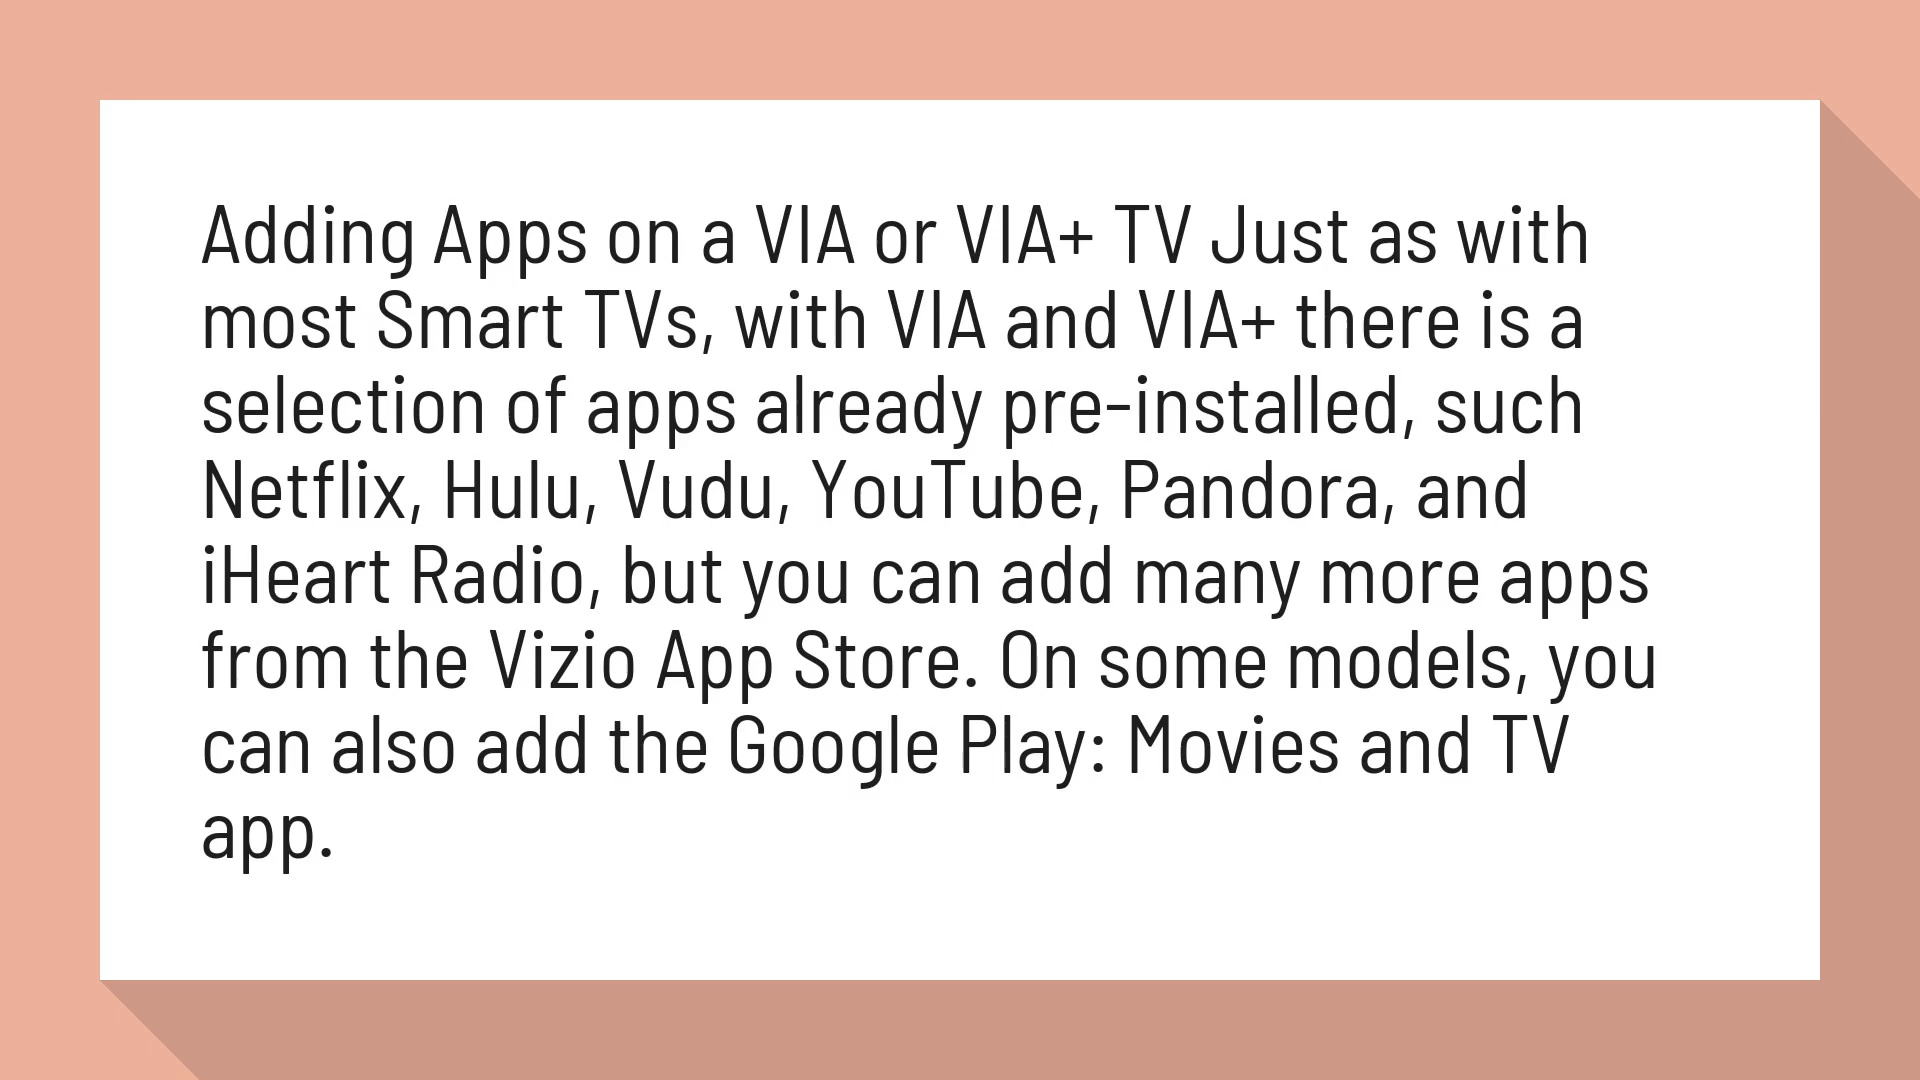 Adding Apps on a VIA or VIA+ TV Just as with
most Smart TVs, with VIA and VIA+ there is a
selection of apps already pre-installed, such
Netflix, Hulu, Vudu, YouTube, Pandora, and
iHeart Radio, but you can add many more apps
from the Vizio App Store. On some models, you
can also add the Google Play: Movies and TV
app.